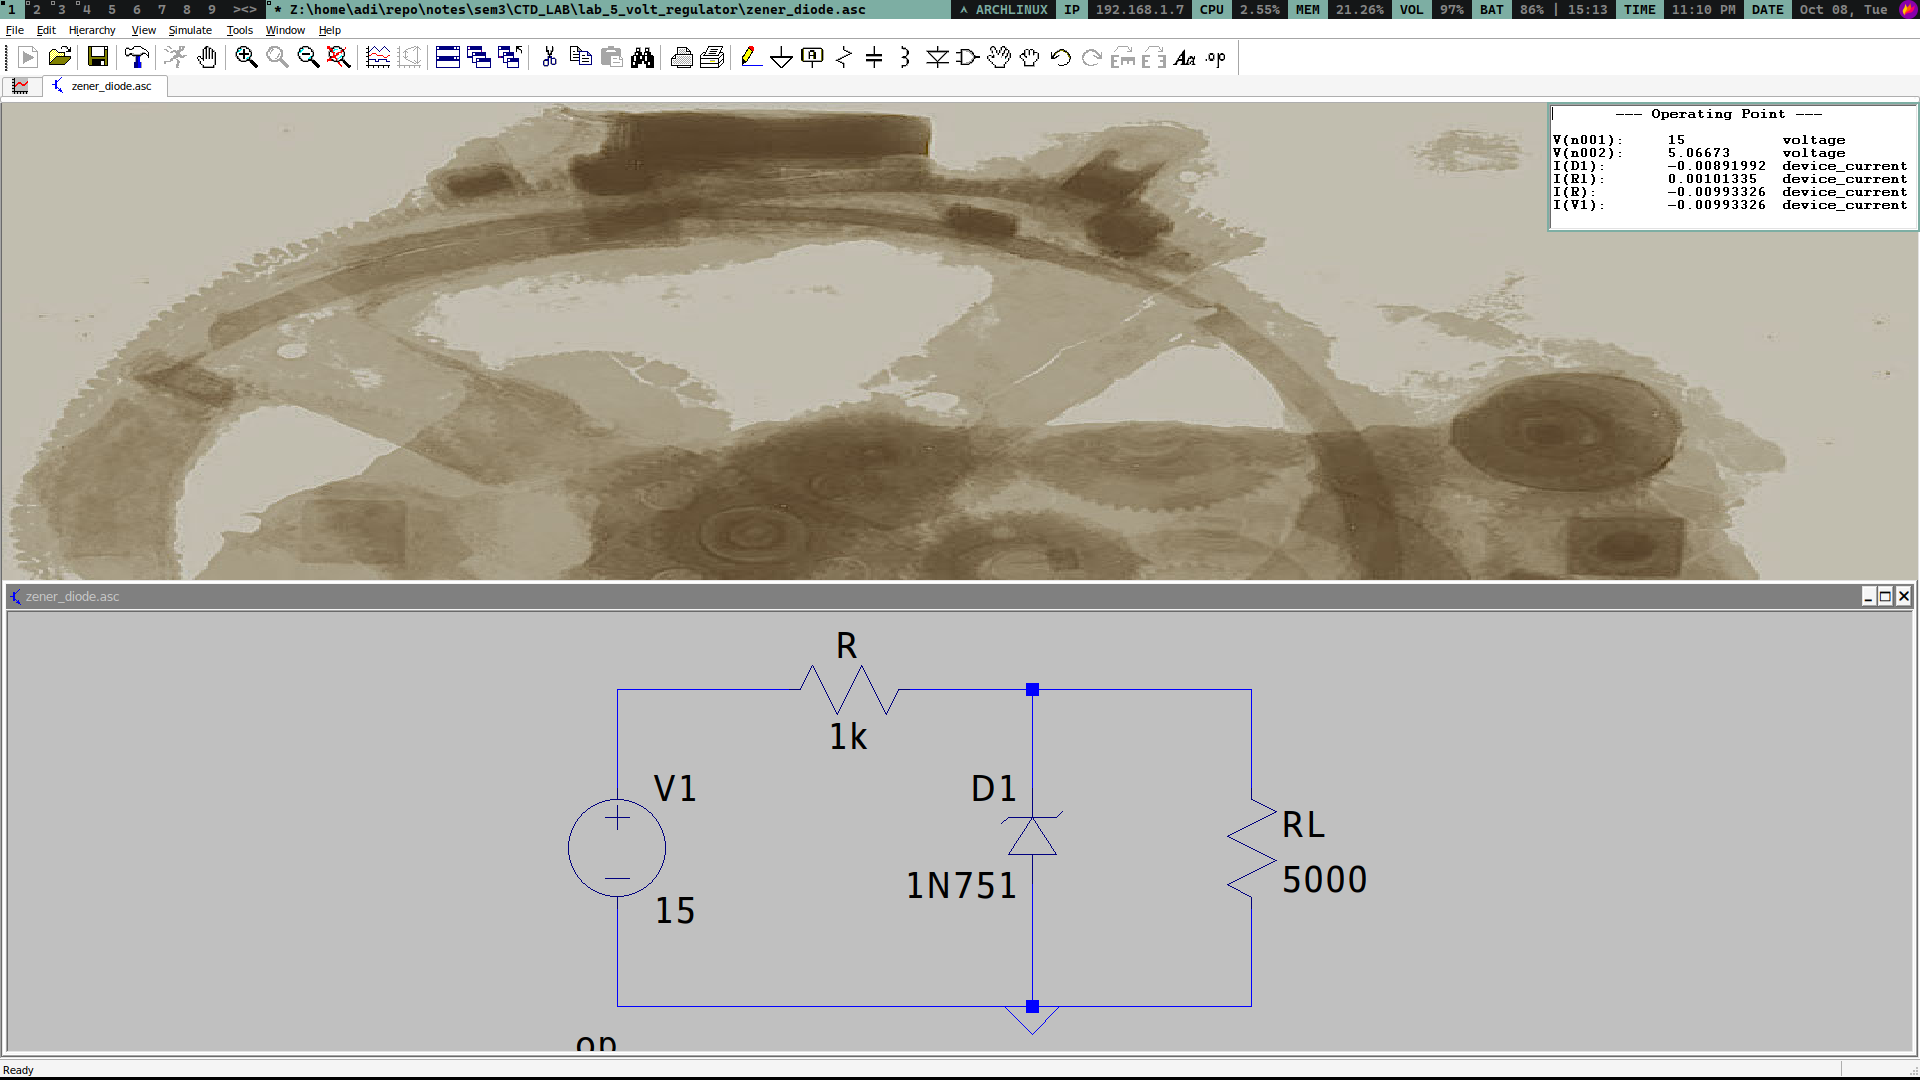 1 2 3 4 5 6 7 8 9 ><> * Z:\home\adi\repo\notes\sem3\CTD_LAB\lab_5_volt_regulator\zener_diode.asc ARCHLINUX IP 192.168.1.7 CPU 2.55% MEM 21.26% VOL 97% BAT 86% | 15:13 TIME 11:10 PM DATE Oct 08, Tue
File Edit Hierarchy View Simulate Tools Window Help
A Aa .op
zener_diode.asc
--- Operating Point ---
V(n001): 15 voltage
V(n002): 5.06673 voltage
I(D1): -0.00891992 device_current
I(Rl): 0.00101335 device_current
I(R): -0.00993326 device_current
I(V1): -0.00993326 device_current
zener_diode.asc
R
1k
V1
15
D1
1N751
RL
5000
op
Ready